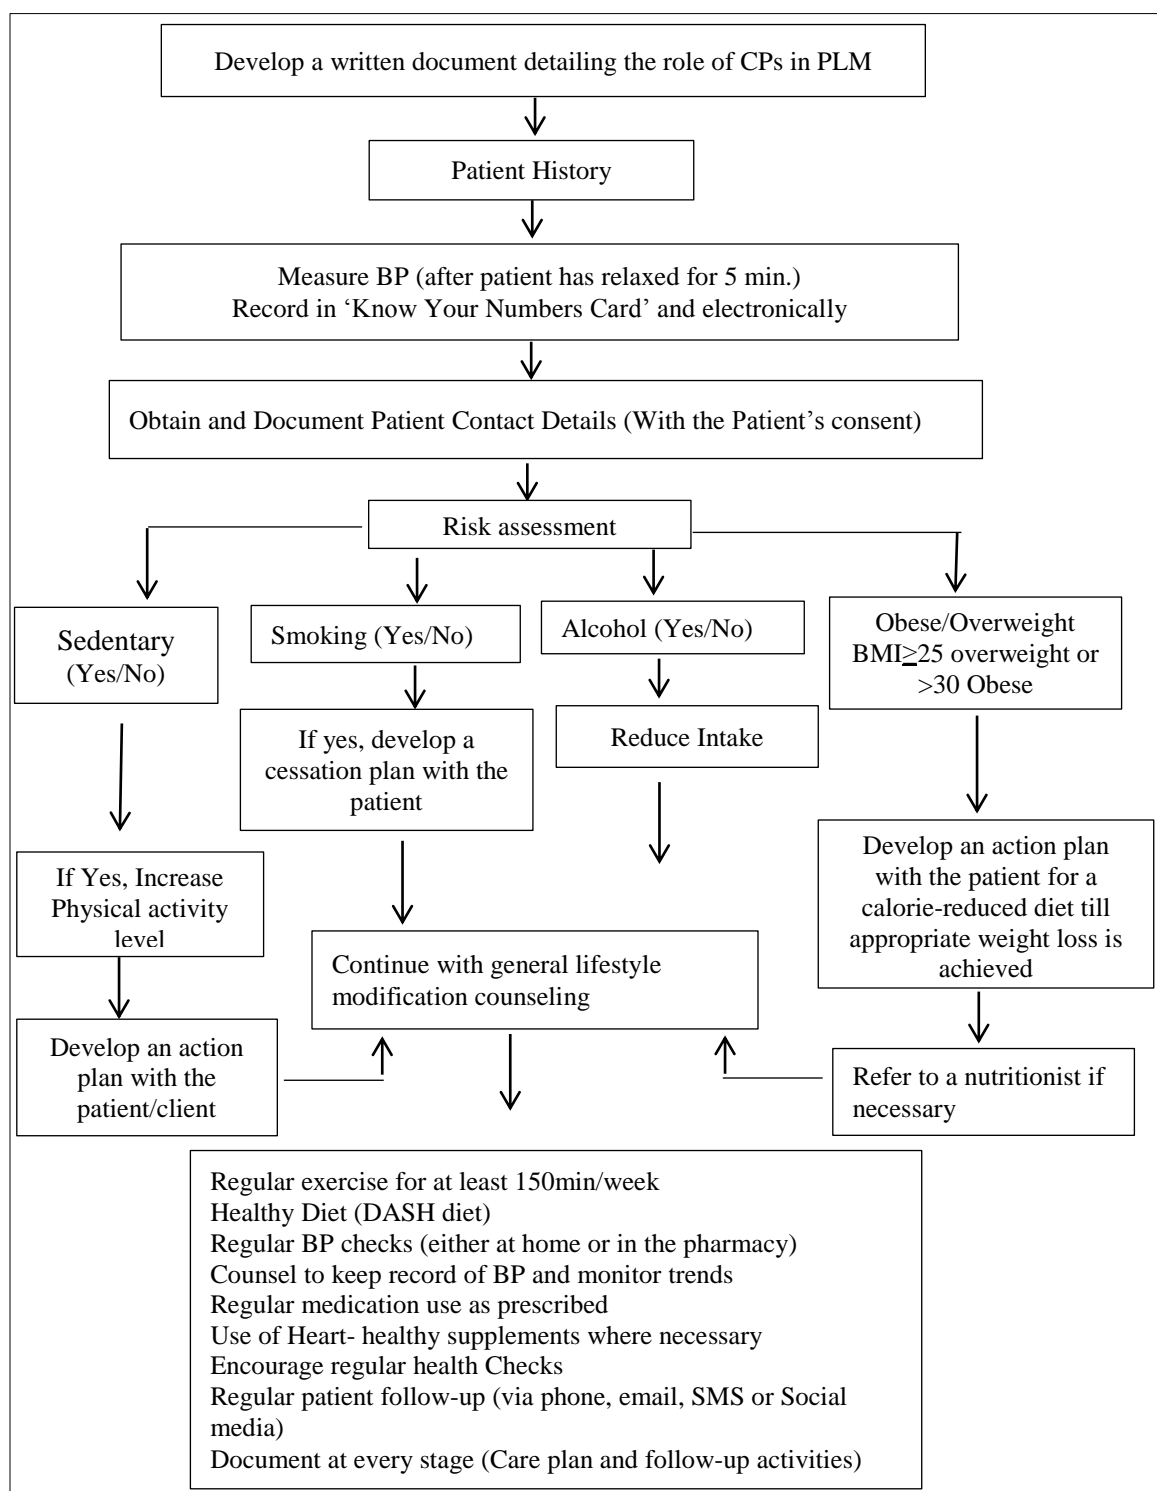 Develop a written document detailing the role of CPs in PLM
Patient History
Measure BP (after patient has relaxed for 5 min.)
Record in ‘Know Your Numbers Card’ and electronically
Obtain and Document Patient Contact Details (With the Patient’s consent)
Risk assessment
Sedentary
(Yes/No)
Smoking (Yes/No)
Alcohol (Yes/No)
Obese/Overweight
BMI≥25 overweight or
>30 Obese
If yes, develop a
cessation plan with the
patient
Reduce Intake
If Yes, Increase
Physical activity
level
Develop an action plan
with the patient for a
calorie-reduced diet till
appropriate weight loss is
achieved
Continue with general lifestyle
modification counseling
Develop an action
plan with the
patient/client
Refer to a nutritionist if
necessary
Regular exercise for at least 150min/week
Healthy Diet (DASH diet)
Regular BP checks (either at home or in the pharmacy)
Counsel to keep record of BP and monitor trends
Regular medication use as prescribed
Use of Heart- healthy supplements where necessary
Encourage regular health Checks
Regular patient follow-up (via phone, email, SMS or Social
media)
Document at every stage (Care plan and follow-up activities)